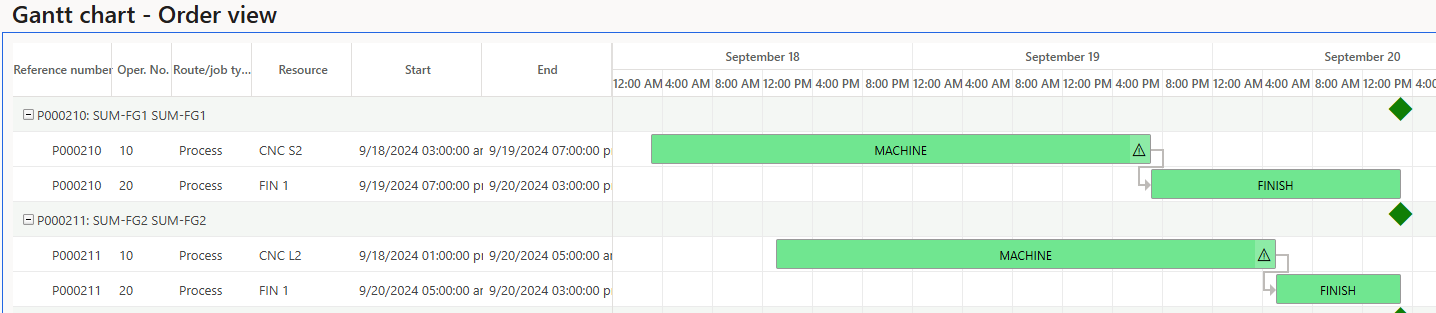 Gantt chart - Order view
September 18 September 19 September 20
Reference number Oper. No. Route/job ty... Resource Start End
12:00 AM 4:00 AM 8:00 AM 12:00 PM 4:00 PM 8:00 PM 12:00 AM 4:00 AM 8:00 AM 12:00 PM 4:00 PM 8:00 PM 12:00 AM 4:00 AM 8:00 AM 12:00 PM 4:00
P000210: SUM-FG1 SUM-FG1
P000210 10 Process CNC S2 9/18/2024 03:00:00 am 9/19/2024 07:00:00 p MACHINE
P000210 20 Process FIN 1 9/19/2024 07:00:00 p 9/20/2024 03:00:00 p FINISH
P000211: SUM-FG2 SUM-FG2
P000211 10 Process CNC L2 9/18/2024 01:00:00 p 9/20/2024 05:00:00 a MACHINE
P000211 20 Process FIN 1 9/20/2024 05:00:00 a 9/20/2024 03:00:00 p FINISH